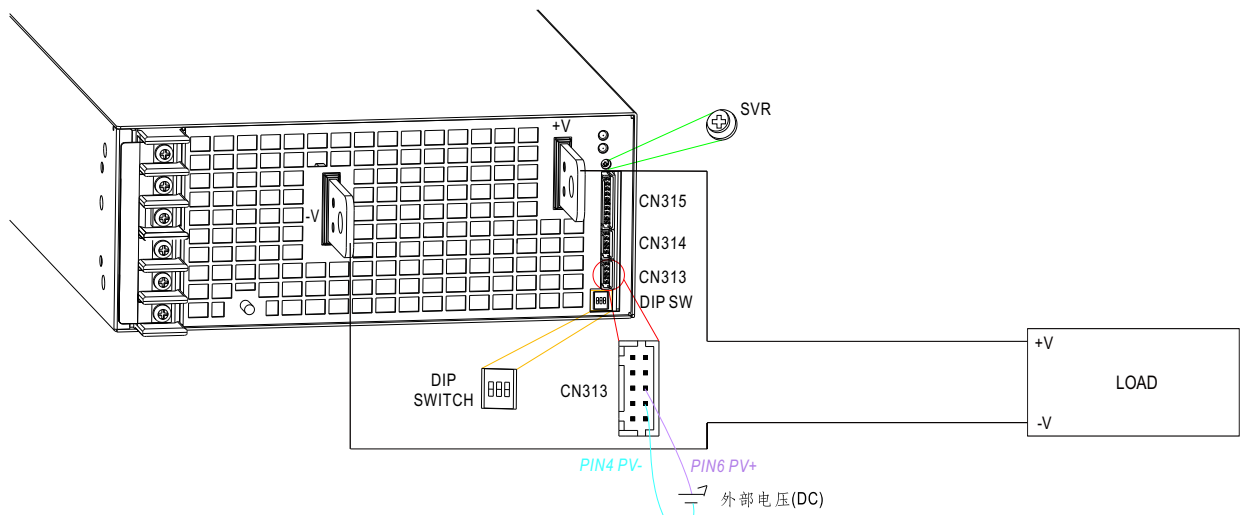 SVR
+V
CN315
-V
CN314
CN313
DIP SW
+V
LOAD
DIP
SWITCH
CN313
-V
PIN4 PV-
PIN6 PV+
外部电压(DC)